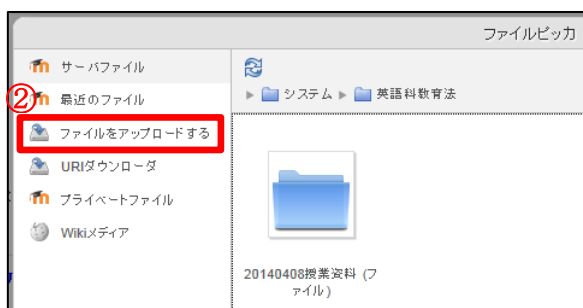 ファイルピッカ
サーバファイル
② 最近のファイル
ファイルをアップロードする
URIダウンローダ
プライベートファイル
Wikiメディア
▶ システム ▶ 英語科教育法
20140408授業資料 (フ
ァイル)